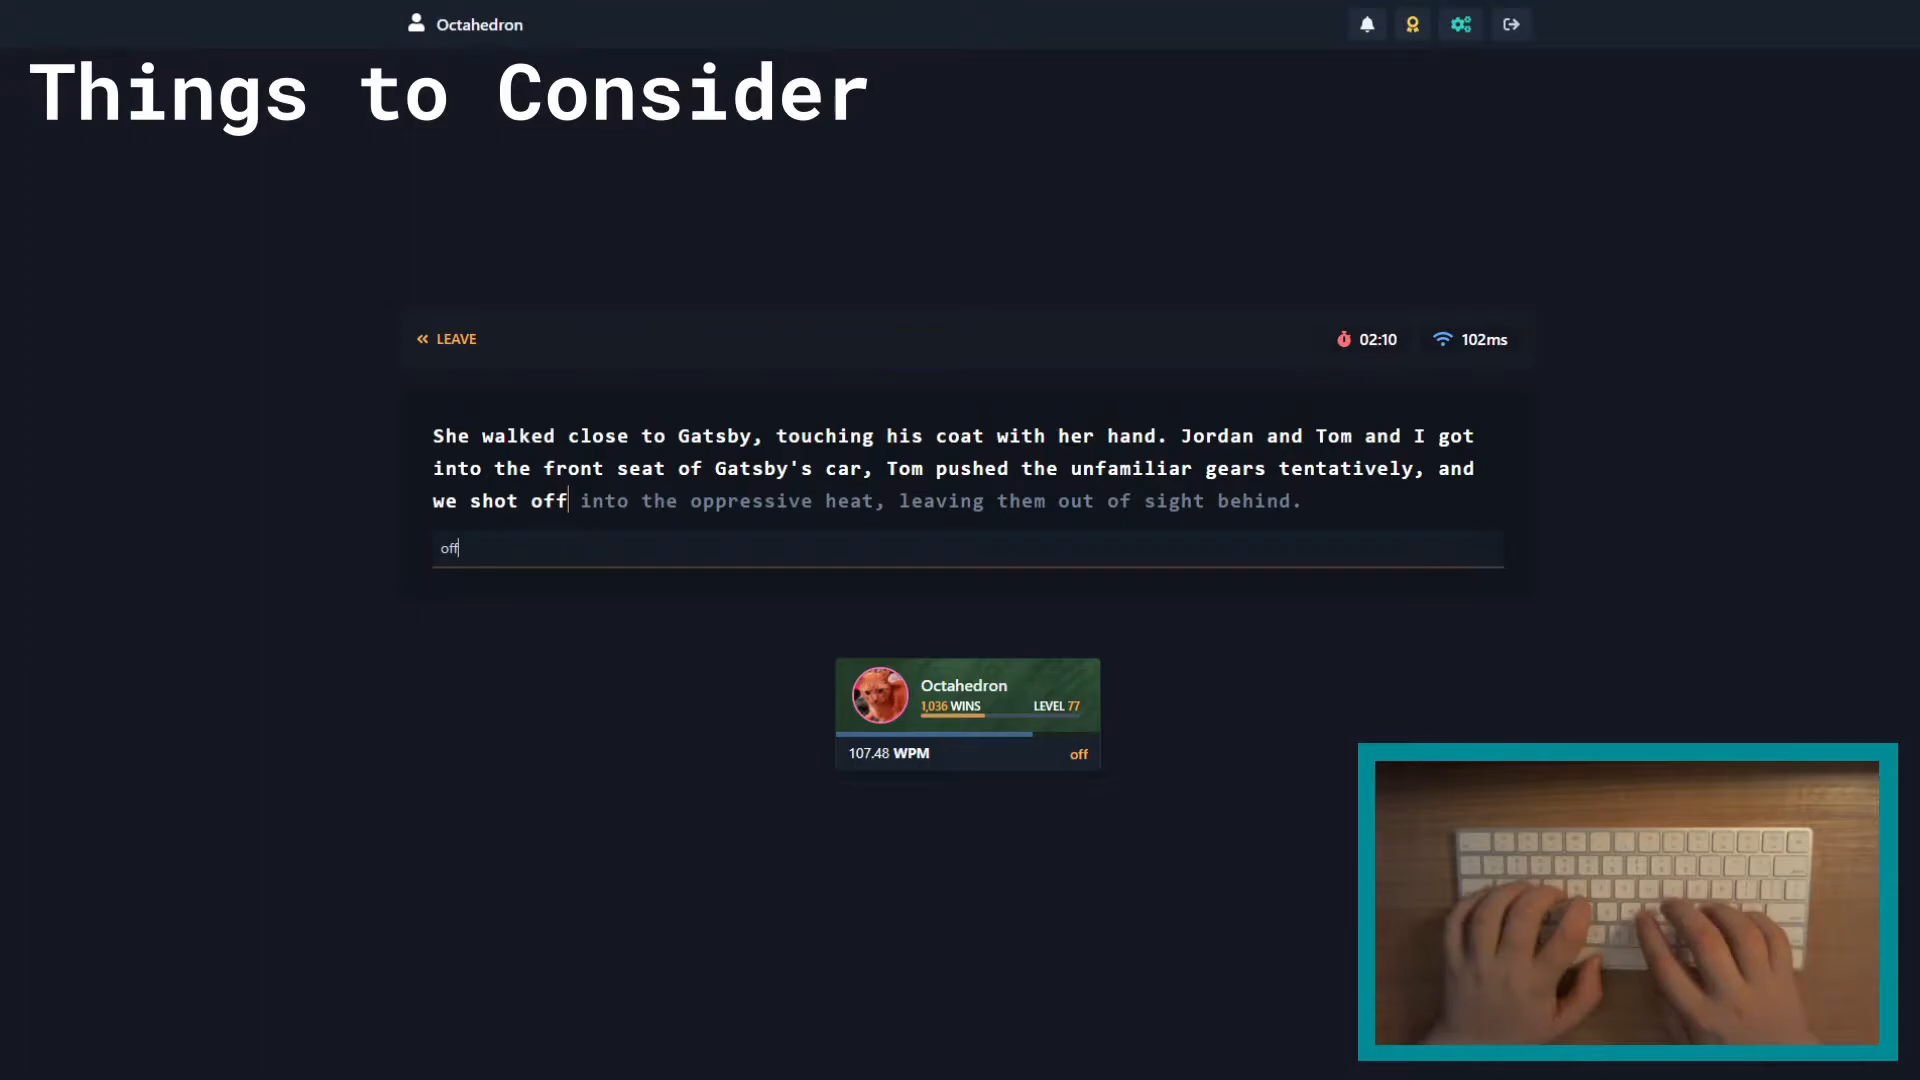 Octahedron
Things to Consider
LEAVE
02:10
102ms
She walked close to Gatsby, touching his coat with her hand. Jordan and Tom and I got
into the front seat of Gatsby's car, Tom pushed the unfamiliar gears tentatively, and
we shot off into the oppressive heat, leaving them out of sight behind.
off
Octahedron
1,036 WINS
LEVEL 77
107.48 WPM
off